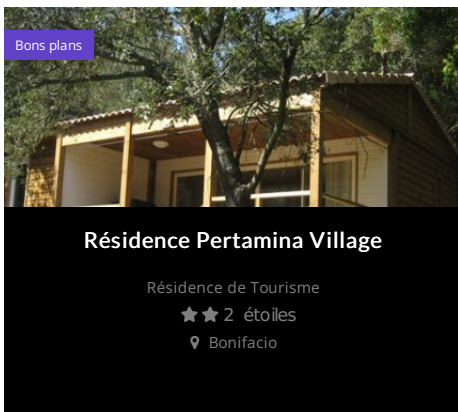 Bons plans
Résidence Pertamina Village
Résidence de Tourisme
2 étoiles
Bonifacio